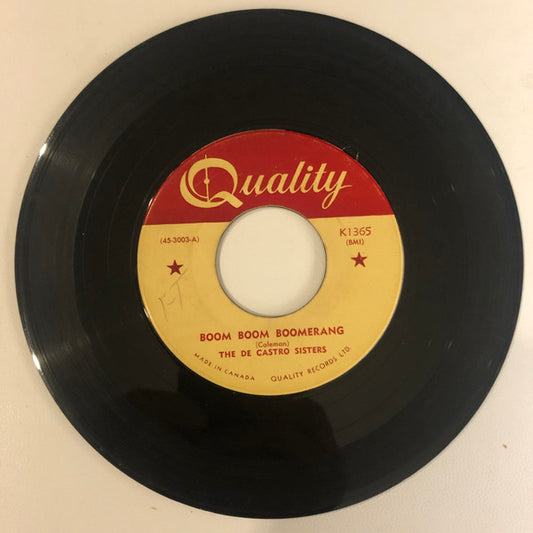 Quality
(45-3003-A)
K1365
(BMI)
BOOM BOOM BOOMERANG
(Coleman)
THE DE CASTRO SISTERS
MADE IN CANADA QUALITY RECORDS LTD.